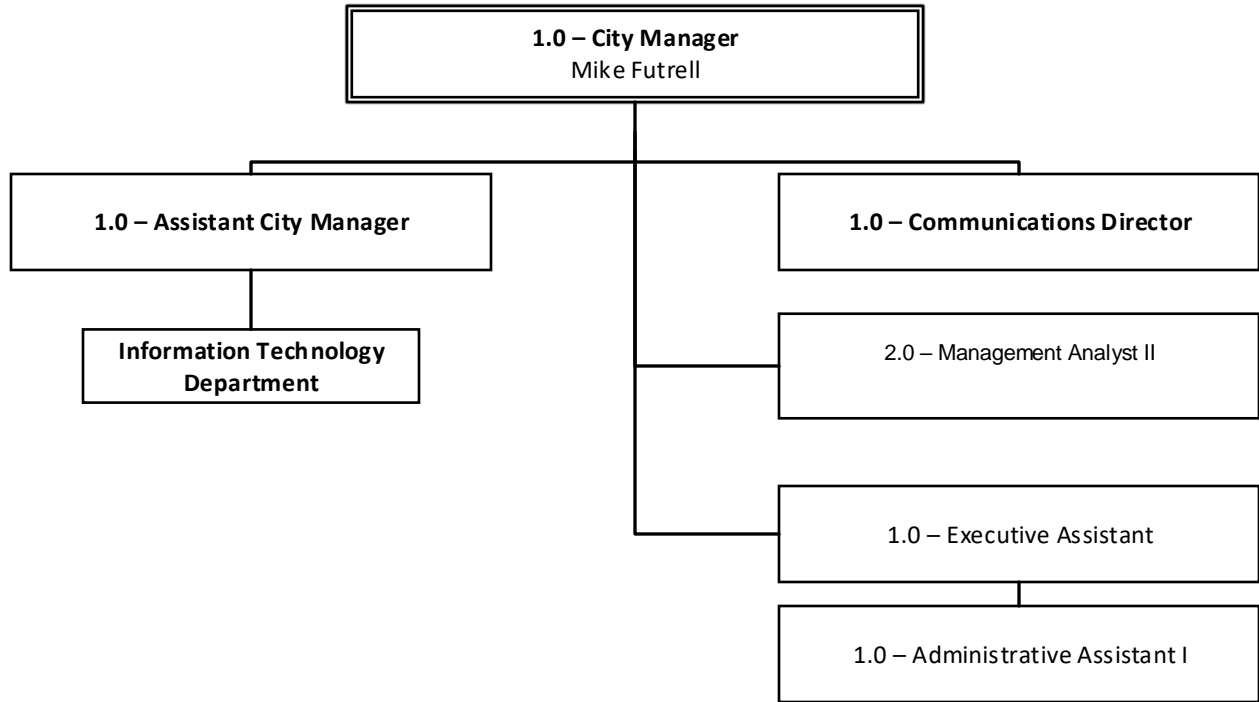 1.0 – City Manager
Mike Futrell
1.0 – Assistant City Manager
1.0 – Communications Director
Information Technology
Department
2.0 – Management Analyst II
1.0 – Executive Assistant
1.0 – Administrative Assistant I